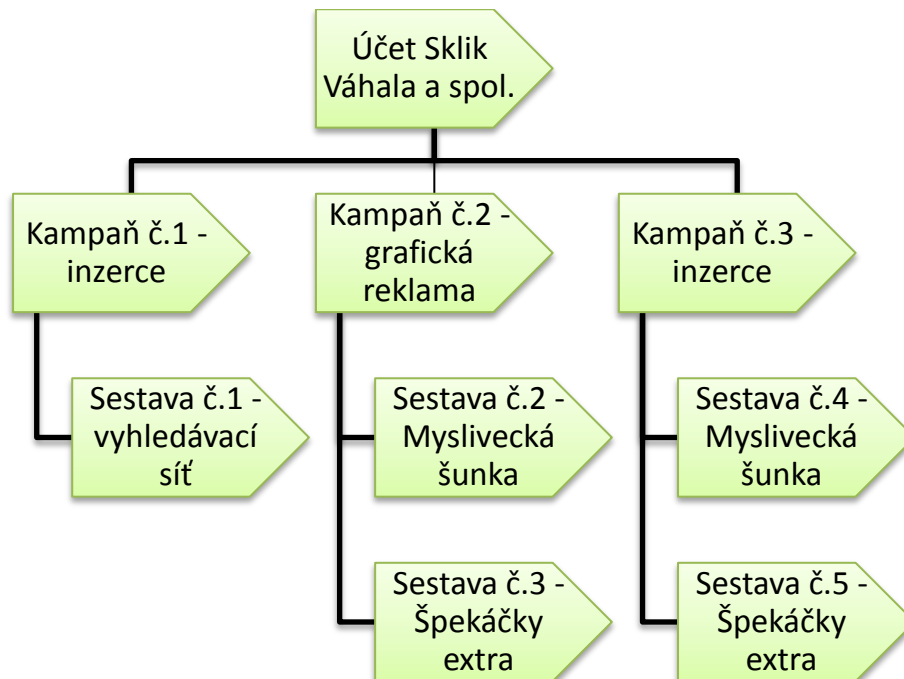 Účet Sklik
Váhala a spol.
Kampaň č.1 -
inzerce
Kampaň č.2 -
grafická
reklama
Kampaň č.3 -
inzerce
Sestava č.1 -
vyhledávací
síť
Sestava č.2 -
Myslivecká
šunka
Sestava č.4 -
Myslivecká
šunka
Sestava č.3 -
Špekáčky
extra
Sestava č.5 -
Špekáčky
extra